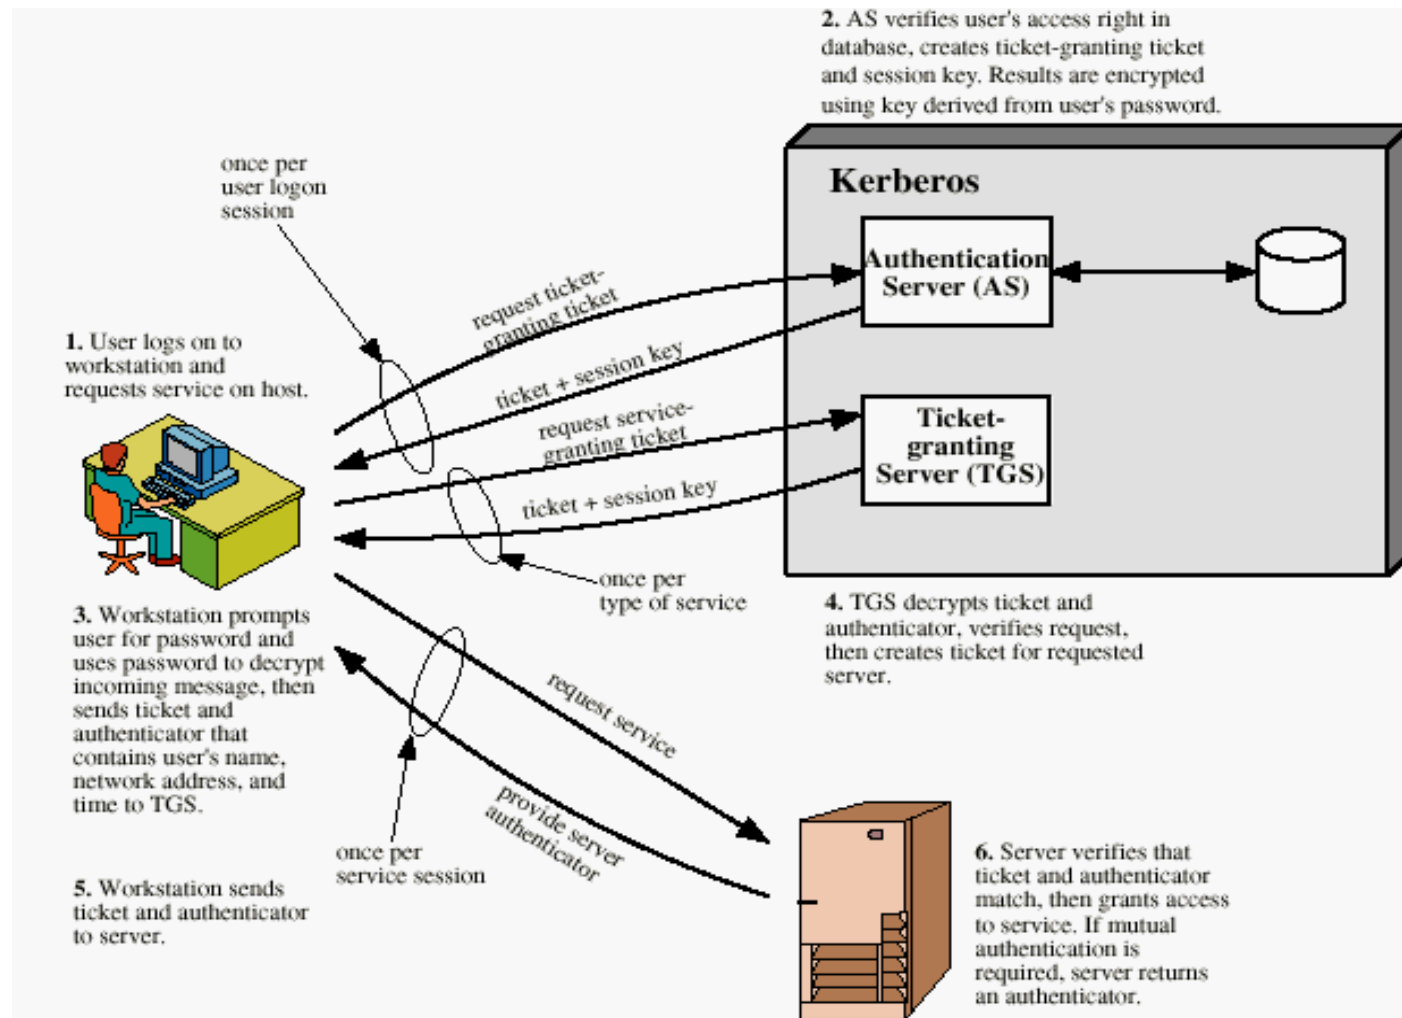 2. AS verifies user's access right in
database, creates ticket-granting ticket
and session key. Results are encrypted
using key derived from user's password.
once per
user logon
session
Kerberos
Authentication
Server (AS)
request ticket-
granting ticket
1. User logs on to
workstation and
requests service on host.
ticket + session key
request service-
granting ticket
Ticket-
granting
Server (TGS)
ticket + session key
once per
type of service
3. Workstation prompts
user for password and
uses password to decrypt
incoming message, then
sends ticket and
authenticator that
contains user's name,
network address, and
time to TGS.
4. TGS decrypts ticket and
authenticator, verifies request,
then creates ticket for requested
server.
request service
provide server
authenticator
once per
service session
5. Workstation sends
ticket and authenticator
to server.
6. Server verifies that
ticket and authenticator
match, then grants access
to service. If mutual
authentication is
required, server returns
an authenticator.